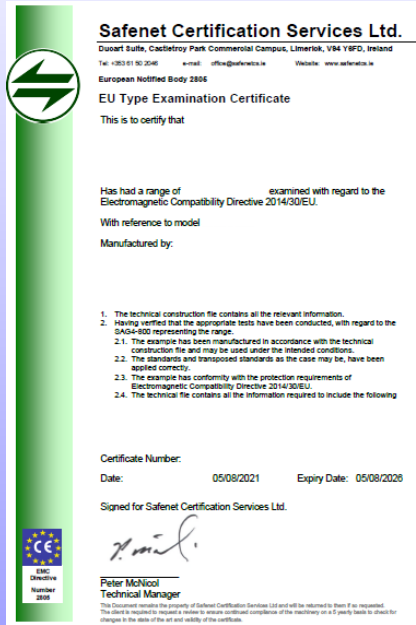 Safenet Certification Services Ltd.
Duoart Suite, Castletroy Park Commercial Campus, Limerick, V94 Y6FD, Ireland
Tel: +353 61 50 2046 e-mail: office@safenetcs.ie Website: www.safenetcs.ie
European Notified Body 2806
EU Type Examination Certificate
This is to certify that
Has had a range of examined with regard to the
Electromagnetic Compatibility Directive 2014/30/EU.
With reference to model
Manufactured by:
1. The technical construction file contains all the relevant information.
2. Having verified that the appropriate tests have been conducted, with regard to the
SAG4-800 representing the range.
2.1. The example has been manufactured in accordance with the technical
construction file and may be used under the intended conditions.
2.2. The standards and transposed standards as the case may be, have been
applied correctly.
2.3. The example has conformity with the protection requirements of
Electromagnetic Compatibility Directive 2014/30/EU.
2.4. The technical file contains all the information required to include the following
Certificate Number:
Date: 05/08/2021 Expiry Date: 05/08/2026
Signed for Safenet Certification Services Ltd.
Peter McNicol
Technical Manager
CE
EMC
Directive
Number
2806
This Document remains the property of Safenet Certification Services Ltd and will be returned to them if so requested.
The client is required to request a review to ensure continued compliance of the machinery on a 5 yearly basis to check for
changes in the state of the art and validity of the certificate.